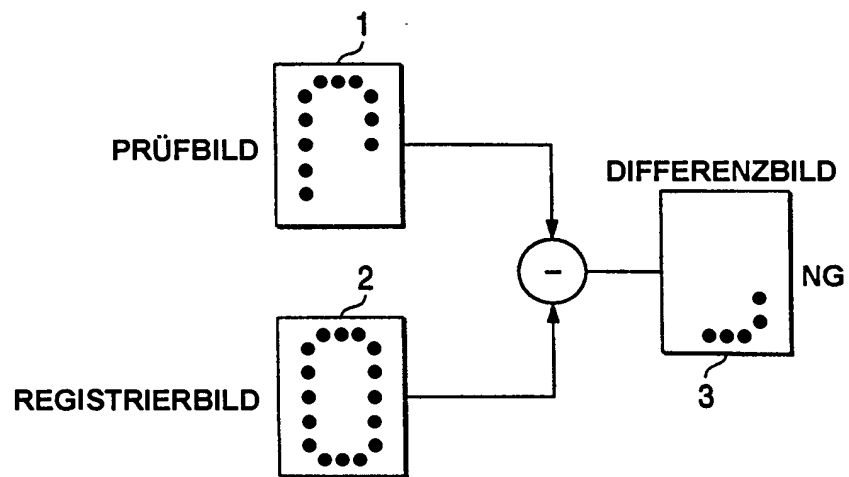 1
PRÜFBILD
DIFFERENZBILD
-
NG
2
3
REGISTRIERBILD